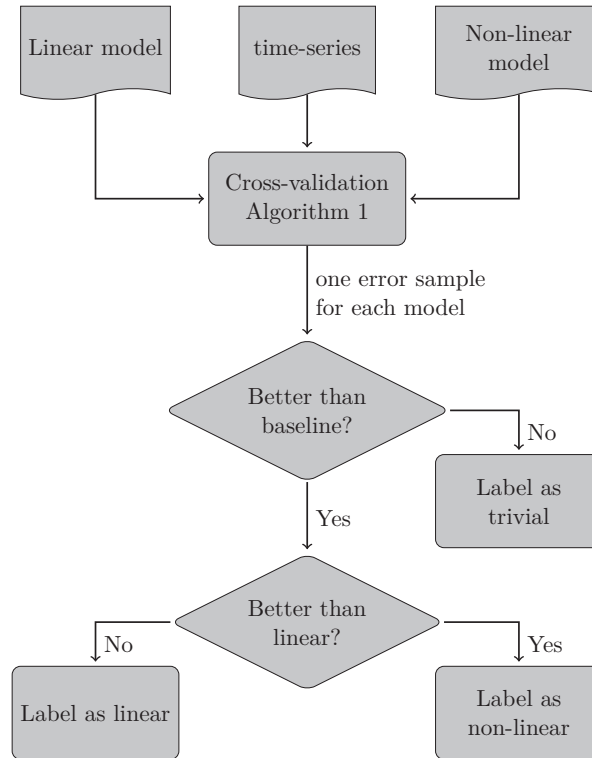 Linear model
time-series
Non-linear
model
Cross-validation
Algorithm 1
one error sample
for each model
Better than
baseline?
No
Label as
trivial
Yes
Better than
linear?
No
Yes
Label as linear
Label as
non-linear